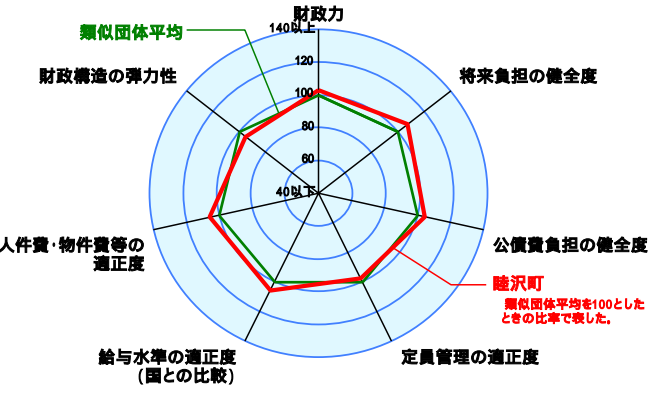 財政力
類似団体平均
140以上
財政構造の弾力性
将来負担の健全度
120
100
80
60
40以下
人件費・物件費等の
適正度
公債費負担の健全度
睦沢町
類似団体平均を100とした
ときの比率で表した。
給与水準の適正度
(国との比較)
定員管理の適正度